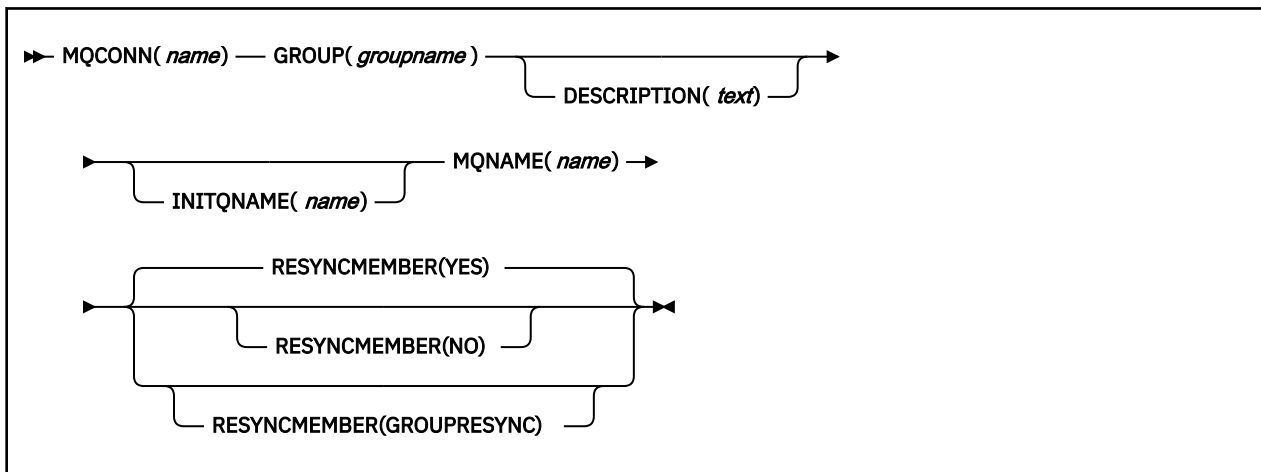 MQCONN( name) GROUP( groupname )
DESCRIPTION( text)
INITQNAME( name)
MQNAME( name)
RESYNCMEMBER(YES)
RESYNCMEMBER(NO)
RESYNCMEMBER(GROUPRESYNC)